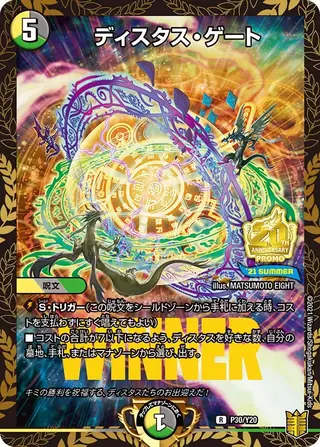 5
ディスタス・ゲート
20th
ANNIVERSARY
PROMO
21 SUMMER
呪文
illus. MATSUMOTO EIGHT
WINNER
S・トリガー(この呪文をシールドゾーンから手札に加える時、コス
トを支払わずにすぐ唱えてもよい)
■コストの合計が7以下になるよう、ディスタスを好きな数、自分の
墓地、手札、またはマナゾーンから選び、出す。
キミの勝利を祝福する、ディスタスたちのお出迎えだ!
R P30/Y20
1